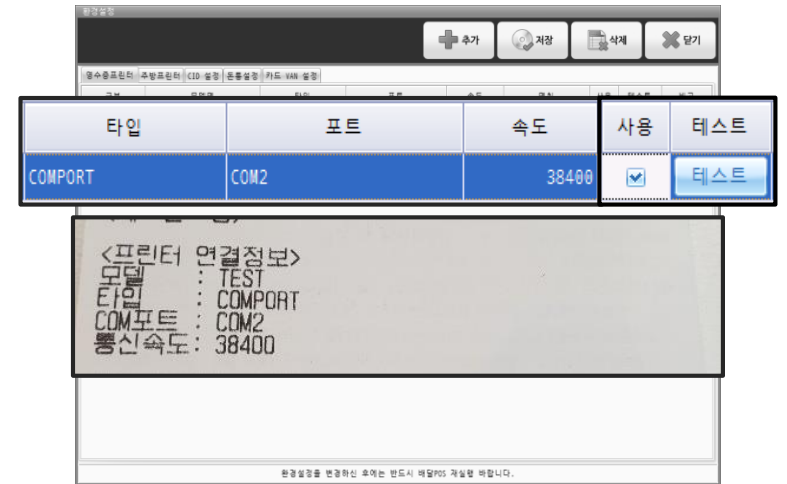 환경설정
추가 저장 삭제 닫기
영수증프린터 주방프린터 CID 설정 돈통설정 카드 VAN 설정
타입 포트 속도 사용 테스트
COMPORT COM2 38400 테스트
<프린터 연결정보>
모델 : TEST
타입 : COMPORT
COM포트 : COM2
통신속도: 38400
환경설정을 변경하신 후에는 반드시 배달POS 재실행 바랍니다.